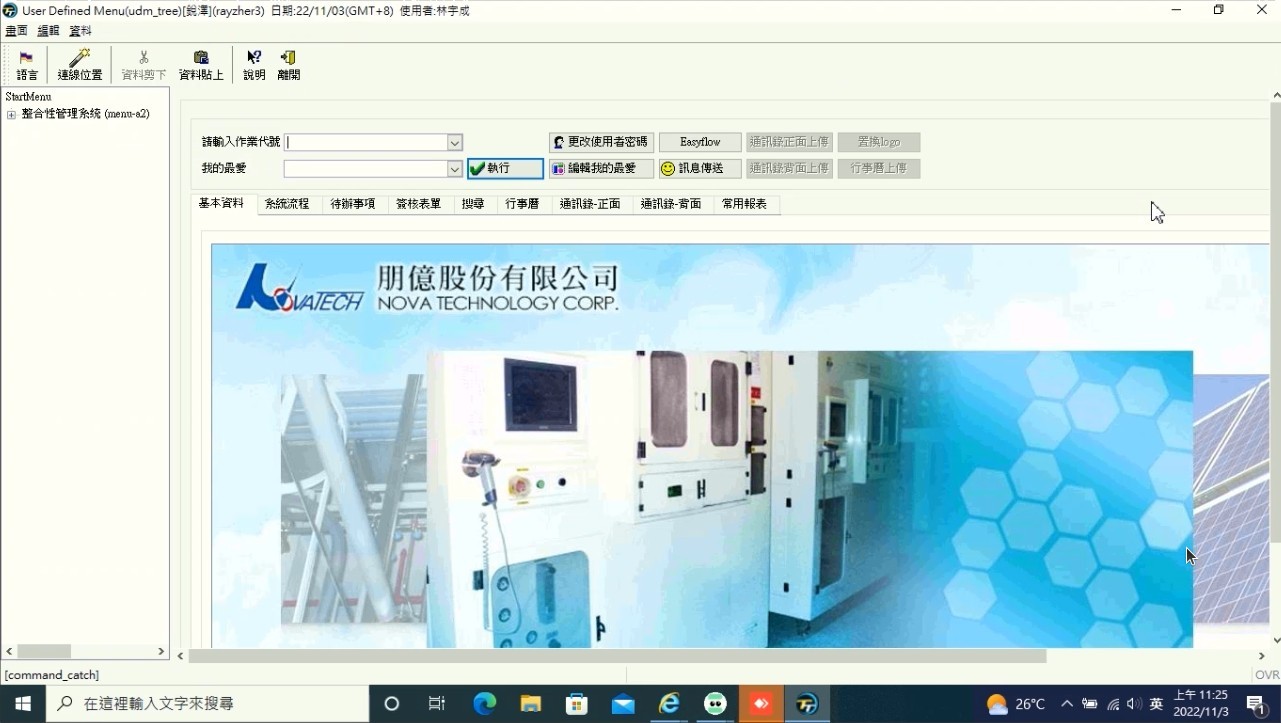 User Defined Menu(udm_tree)[銳澤](rayzher3) 日期:22/11/03(GMT+8) 使用者:林宇成
畫面 編輯 資料
語言 連線位置 資料剪下 資料貼上 說明 離開
StartMenu
整合性管理系統 (menu-a2)
請輸入作業代號 更改使用者密碼 Easyflow 通訊錄正面上傳 置換logo
我的最愛 執行 編輯我的最愛 訊息傳送 通訊錄背面上傳 行事曆上傳
基本資料 系統流程 待辦事項 簽核表單 搜尋 行事曆 通訊錄-正面 通訊錄-背面 常用報表
NOVATECH 朋億股份有限公司
NOVA TECHNOLOGY CORP.
[command_catch] OVR
在這裡輸入文字來搜尋 26°C 英 上午 11:25
2022/11/3
1